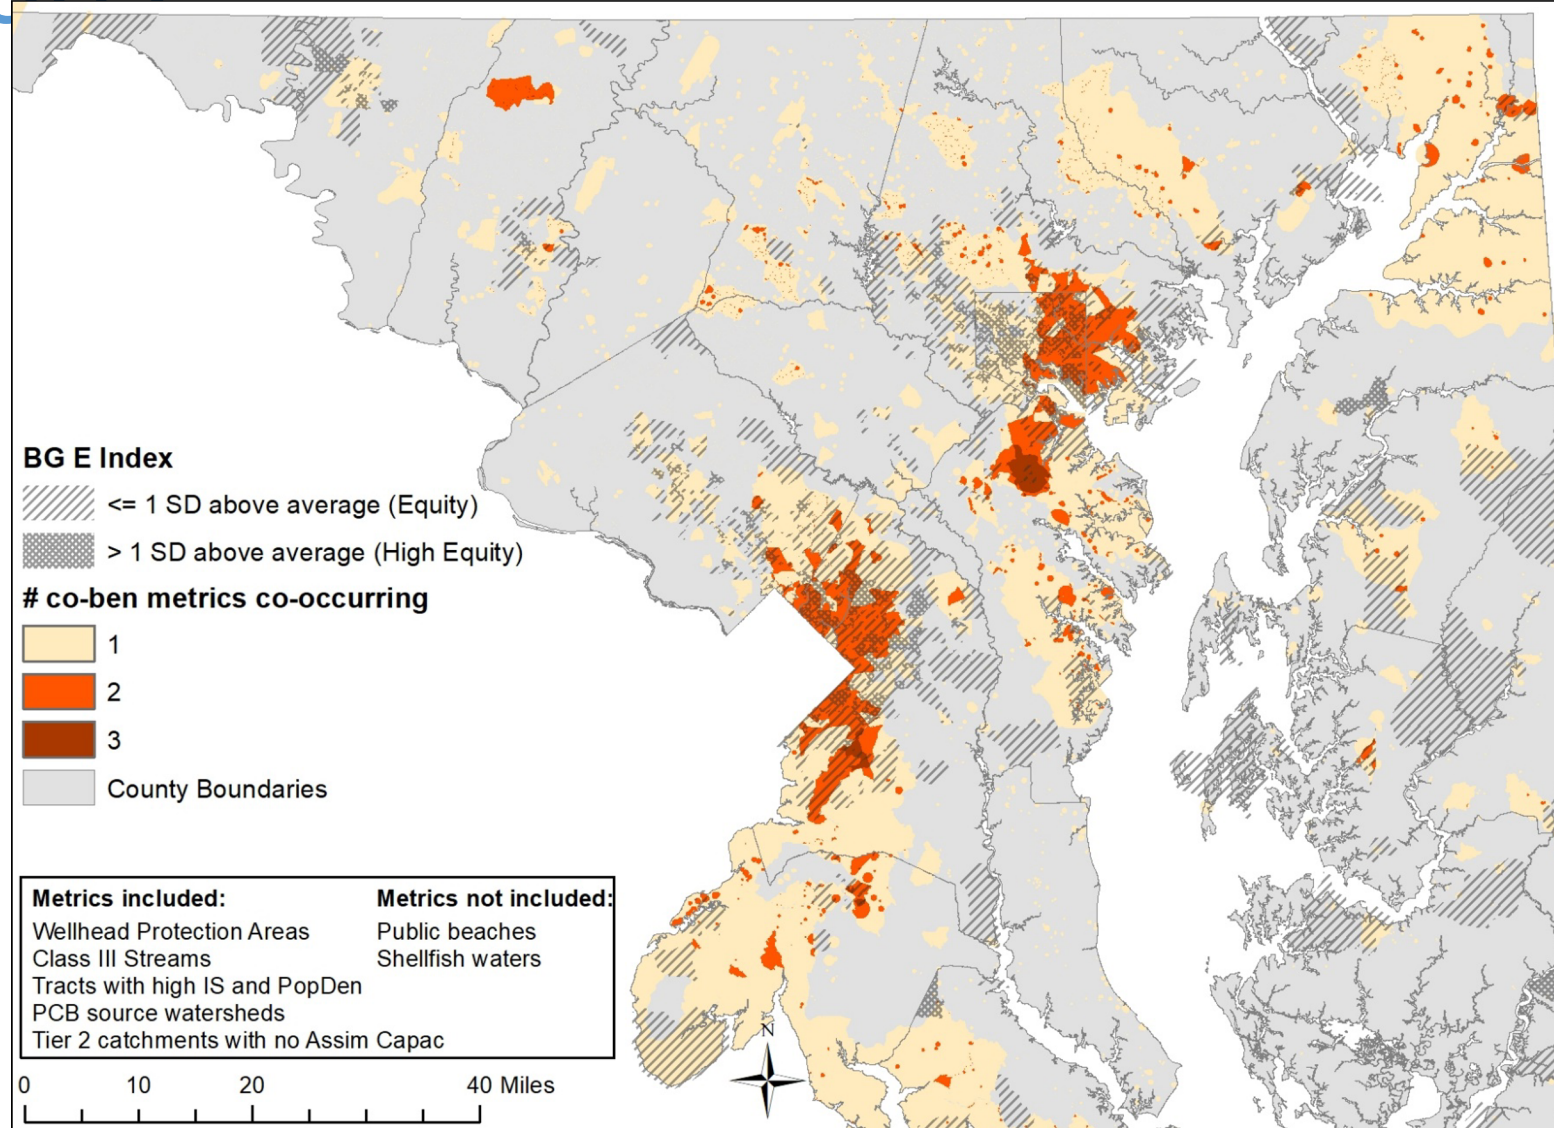 BG E Index
<= 1 SD above average (Equity)
> 1 SD above average (High Equity)
# co-ben metrics co-occurring
1
2
3
County Boundaries
Metrics included:
Wellhead Protection Areas
Class III Streams
Tracts with high IS and PopDen
PCB source watersheds
Tier 2 catchments with no Assim Capac
Metrics not included:
Public beaches
Shellfish waters
N
0 10 20 40 Miles